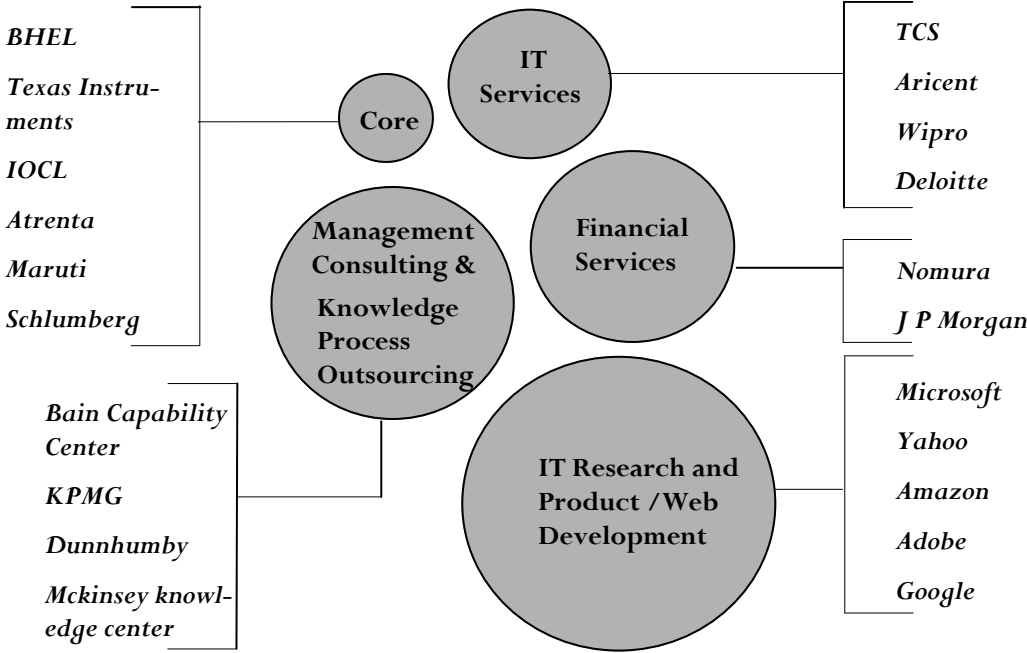 BHEL
Texas Instru-
ments
IOCL
Atrenta
Maruti
Schlumberg
Core
IT
Services
TCS
Aricent
Wipro
Deloitte
Management
Consulting &
Knowledge
Process
Outsourcing
Financial
Services
Nomura
J P Morgan
Bain Capability
Center
KPMG
Dunnhumby
Mckinsey knowl-
edge center
IT Research and
Product /Web
Development
Microsoft
Yahoo
Amazon
Adobe
Google